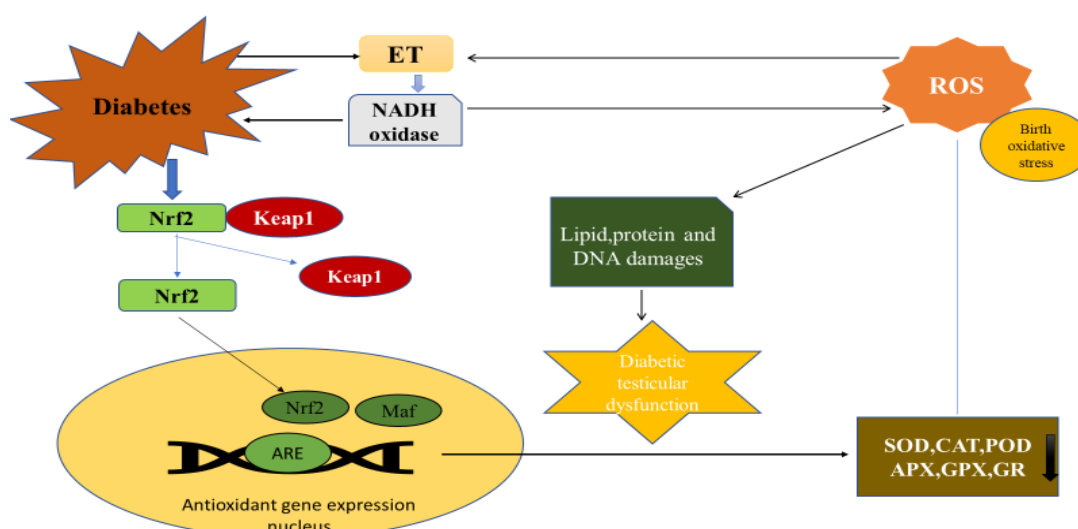 ET
ROS
Diabetes
NADH
oxidase
Birth
oxidative
stress
Nrf2
Keap1
Lipid,protein and
DNA damages
Keap1
Nrf2
Diabetic
testicular
dysfunction
Nrf2
Maf
ARE
SOD,CAT,POD
APX,GPX,GR
Antioxidant gene expression
nucleus